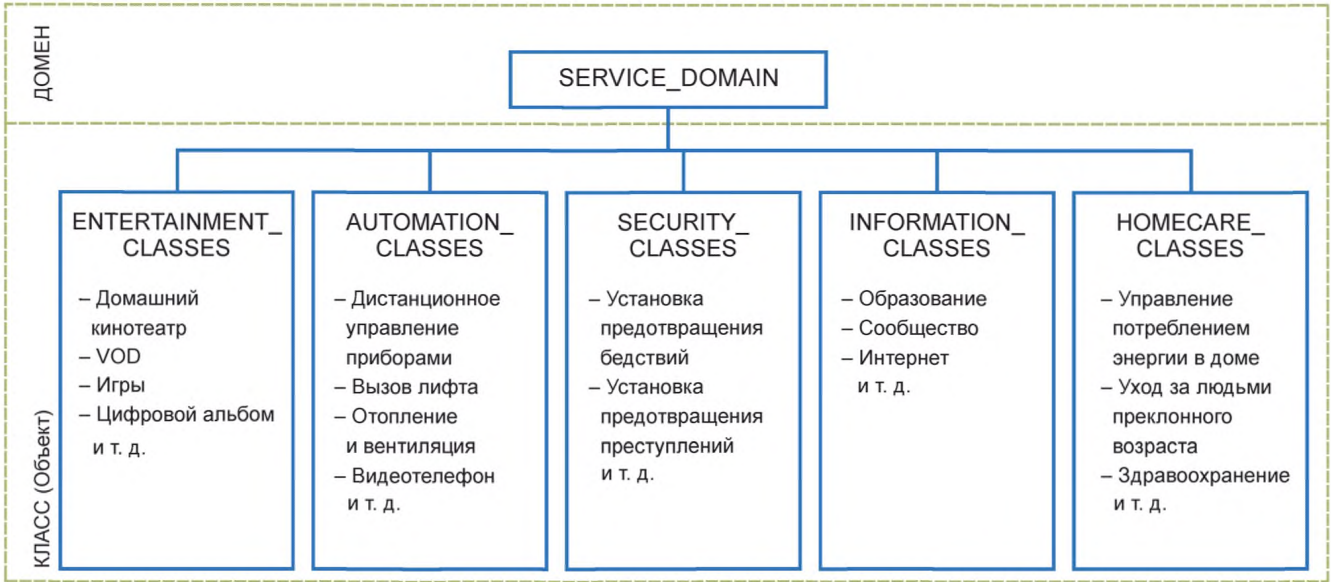 ДОМЕН
SERVICE_DOMAIN
КЛАСС (Объект)
ENTERTAINMENT_
CLASSES
– Домашний
кинотеатр
– VOD
– Игры
– Цифровой альбом
и т. д.
AUTOMATION_
CLASSES
– Дистанционное
управление
приборами
– Вызов лифта
– Отопление
и вентиляция
– Видеотелефон
и т. д.
SECURITY_
CLASSES
– Установка
предотвращения
бедствий
– Установка
предотвращения
преступлений
и т. д.
INFORMATION_
CLASSES
– Образование
– Сообщество
– Интернет
и т. д.
HOMECARE_
CLASSES
– Управление
потреблением
энергии в доме
– Уход за людьми
преклонного
возраста
– Здравоохранение
и т. д.